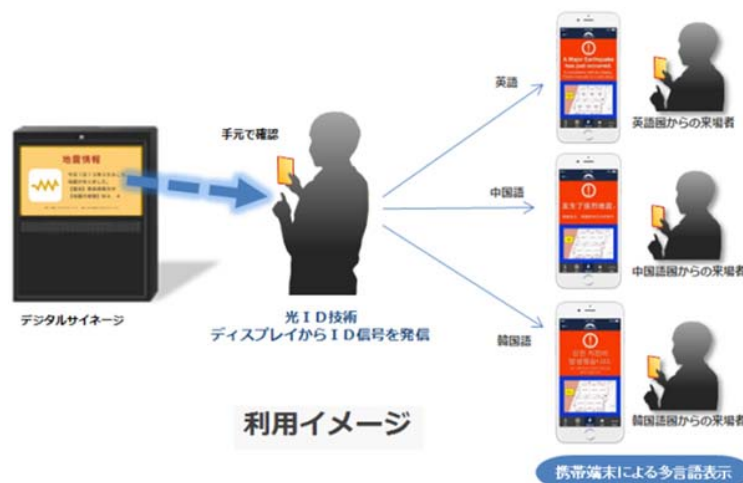 地震情報
デジタルサイネージ
手元で確認
光ID技術
ディスプレイからID信号を発信
利用イメージ
英語
A Major Earthquake
has just occurred
英語圏からの来場者
中国語
中国語圏からの来場者
韓国語
韓国語圏からの来場者
携帯端末による多言語表示